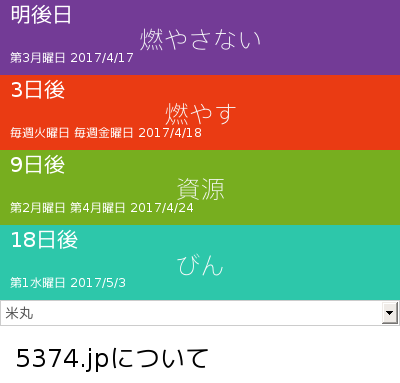 明後日
燃やさない
第3月曜日 2017/4/17
3日後
燃やす
毎週火曜日 毎週金曜日 2017/4/18
9日後
資源
第2月曜日 第4月曜日 2017/4/24
18日後
びん
第1水曜日 2017/5/3
米丸
5374.jpについて